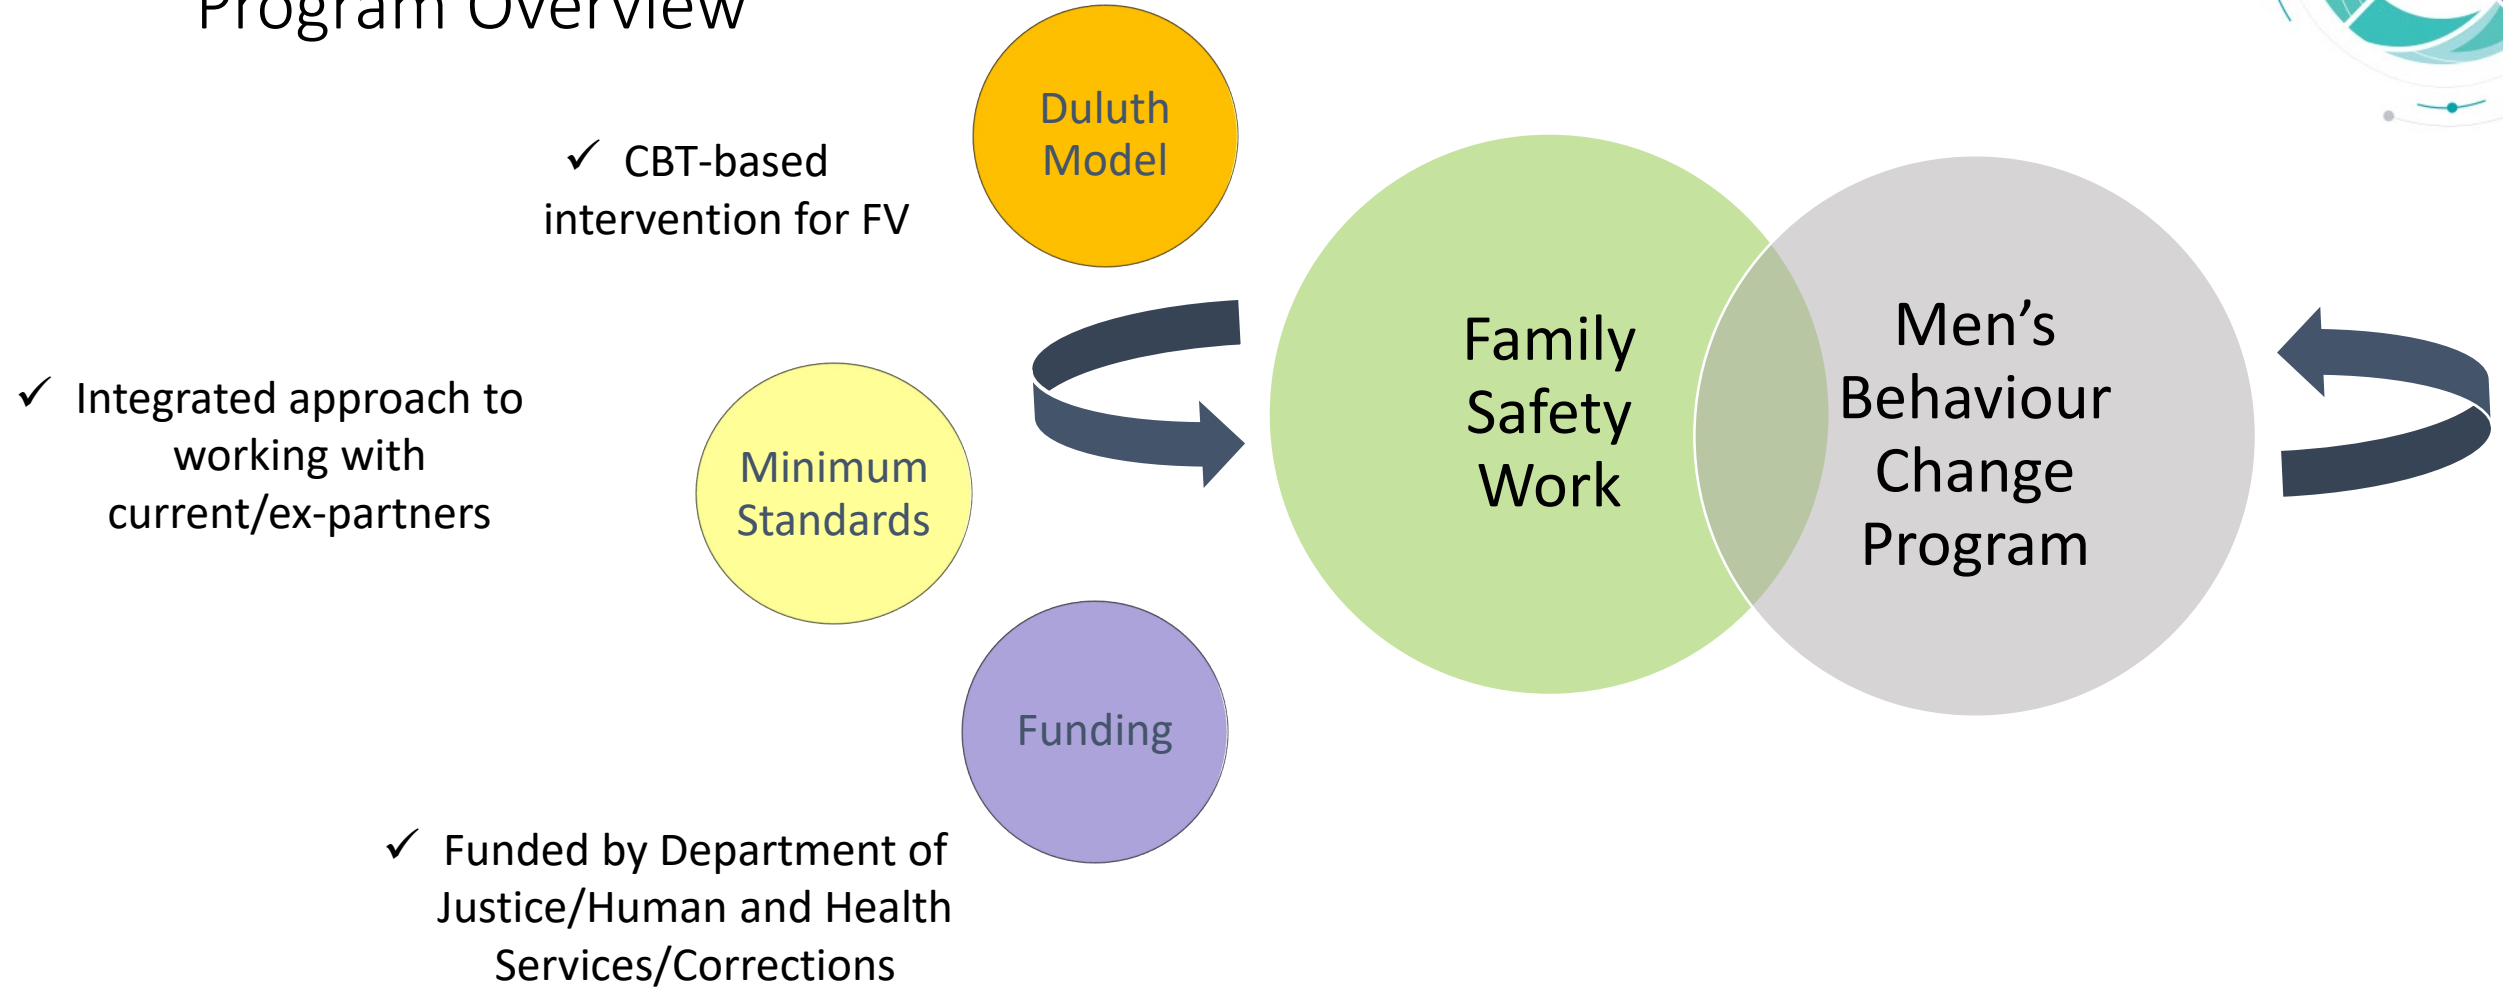 Program Overview
Duluth
Model
✓ CBT-based
intervention for FV
✓ Integrated approach to
working with
current/ex-partners
Minimum
Standards
Funding
✓ Funded by Department of
Justice/Human and Health
Services/Corrections
Family
Safety
Work
Men’s
Behaviour
Change
Program